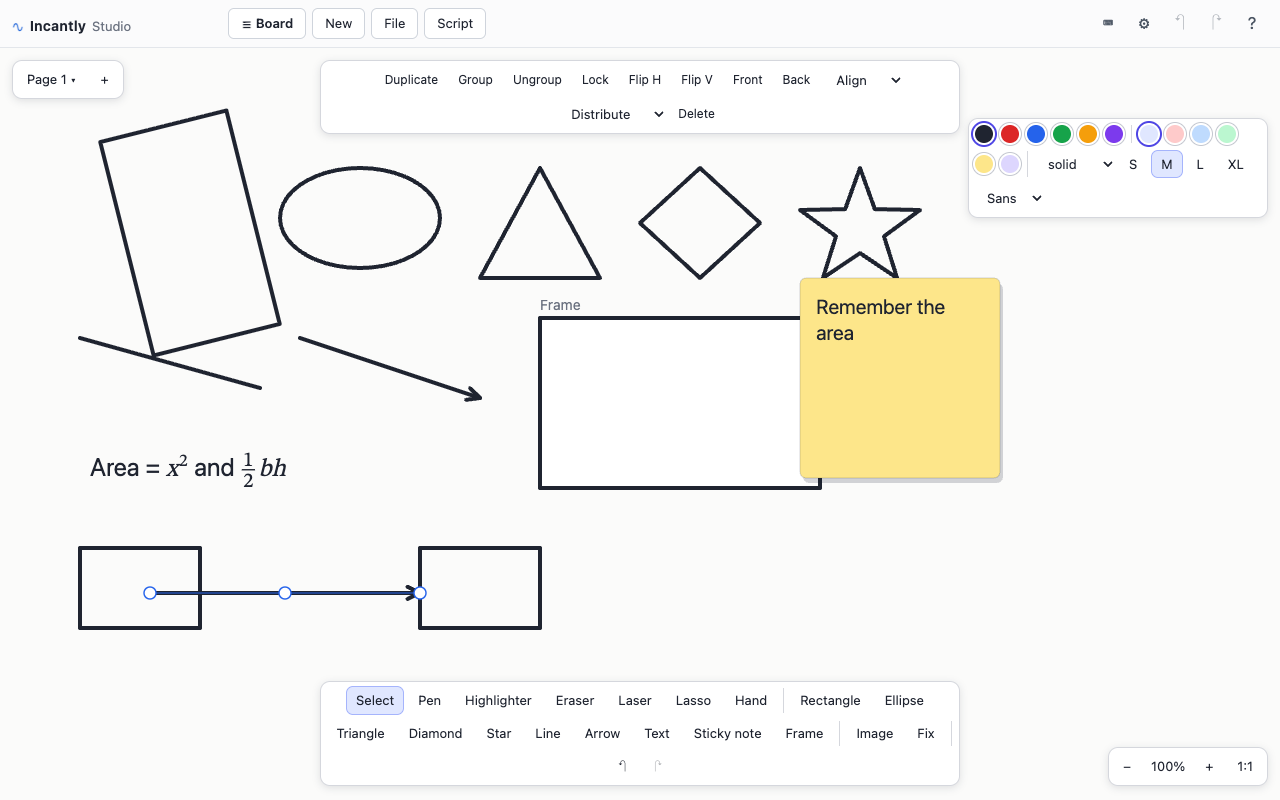 Incantly Studio
≡ Board New File Script
?
Page 1 ▾ +
Duplicate Group Ungroup Lock Flip H Flip V Front Back Align
Distribute Delete
solid S M L XL
Sans
Frame
Remember the
area
Area = x² and 1/2 bh
Select Pen Highlighter Eraser Laser Lasso Hand Rectangle Ellipse
Triangle Diamond Star Line Arrow Text Sticky note Frame Image Fix
− 100% + 1:1